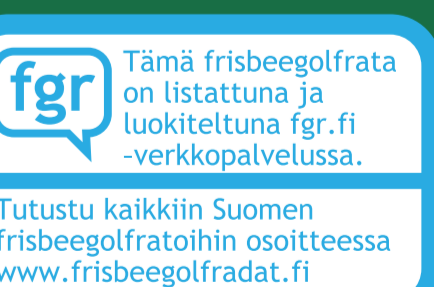 fgr
Tämä frisbeegolfrata
on listattuna ja
luokiteltuna fgr.fi
-verkkopalvelussa.
Tutustu kaikkiin Suomen
frisbeegolfratoihin osoitteessa
www.frisbeegolfradat.fi